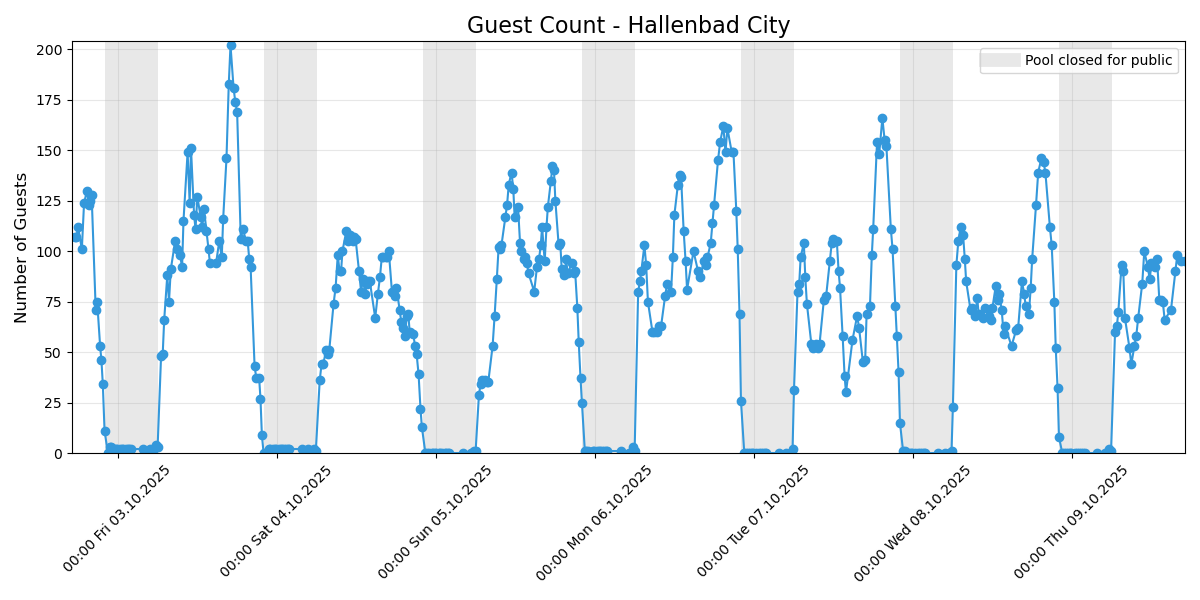 Guest Count - Hallenbad City
Pool closed for public
Number of Guests
200
175
150
125
100
75
50
25
0
00:00 Fri 03.10.2025
00:00 Sat 04.10.2025
00:00 Sun 05.10.2025
00:00 Mon 06.10.2025
00:00 Tue 07.10.2025
00:00 Wed 08.10.2025
00:00 Thu 09.10.2025